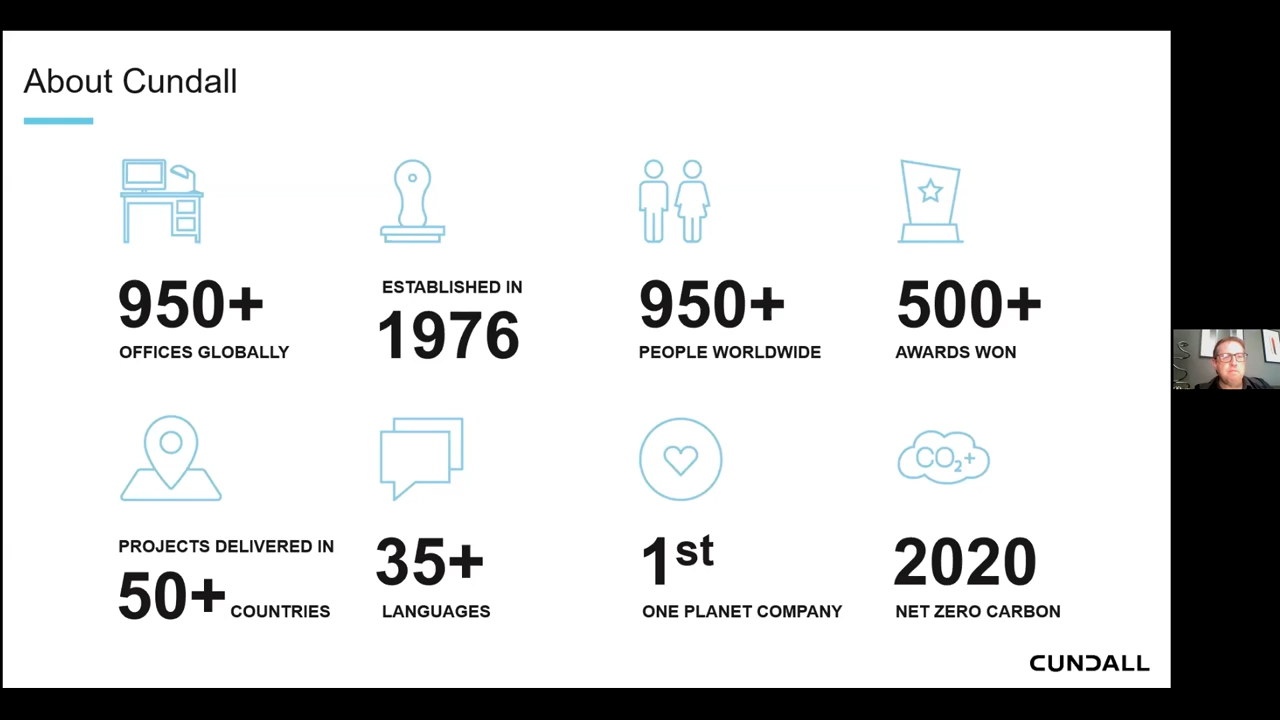 About Cundall
950+
OFFICES GLOBALLY
ESTABLISHED IN
1976
950+
PEOPLE WORLDWIDE
500+
AWARDS WON
CO2+
PROJECTS DELIVERED IN
50+ COUNTRIES
35+
LANGUAGES
1st
ONE PLANET COMPANY
2020
NET ZERO CARBON
CUNDALL